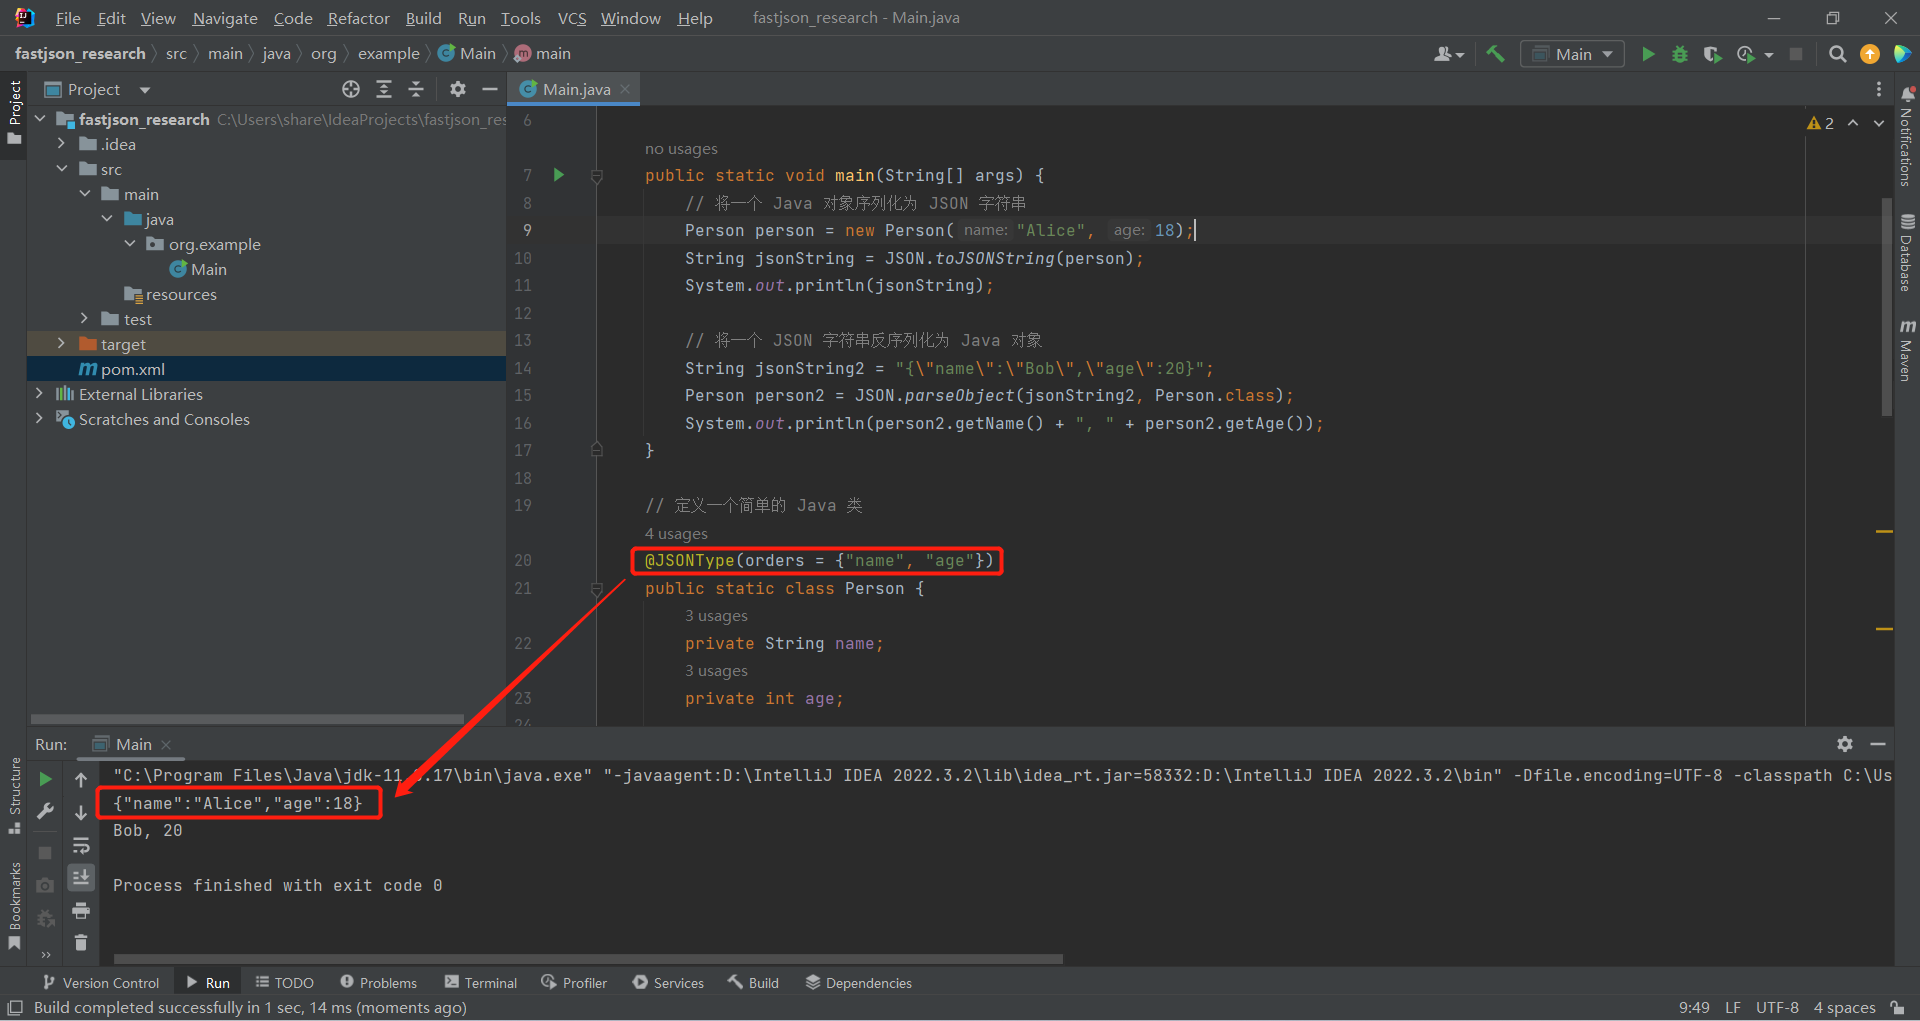 File Edit View Navigate Code Refactor Build Run Tools VCS Window Help fastjson_research - Main.java
fastjson_research src main java org example Main main
Main
Project
Main.java
Project
fastjson_research C:\Users\share\IdeaProjects\fastjson_res
.idea
src
main
java
org.example
Main
resources
test
target
pom.xml
External Libraries
Scratches and Consoles
6
2
no usages
7 public static void main(String[] args) {
8 // 将一个 Java 对象序列化为 JSON 字符串
9 Person person = new Person( name: "Alice", age: 18);
10 String jsonString = JSON.toJSONString(person);
11 System.out.println(jsonString);
12
13 // 将一个 JSON 字符串反序列化为 Java 对象
14 String jsonString2 = "{\"name\":\"Bob\",\"age\":20}";
15 Person person2 = JSON.parseObject(jsonString2, Person.class);
16 System.out.println(person2.getName() + ", " + person2.getAge());
17 }
18
19 // 定义一个简单的 Java 类
4 usages
20 @JSONType(orders = {"name", "age"})
21 public static class Person {
3 usages
22 private String name;
3 usages
23 private int age;
24
Notifications
Database
Maven
Structure
Bookmarks
Run: Main
"C:\Program Files\Java\jdk-11.0.17\bin\java.exe" "-javaagent:D:\IntelliJ IDEA 2022.3.2\lib\idea_rt.jar=58332:D:\IntelliJ IDEA 2022.3.2\bin" -Dfile.encoding=UTF-8 -classpath C:\Us
{"name":"Alice","age":18}
Bob, 20
Process finished with exit code 0
Version Control Run TODO Problems Terminal Profiler Services Build Dependencies
Build completed successfully in 1 sec, 14 ms (moments ago)
9:49 LF UTF-8 4 spaces